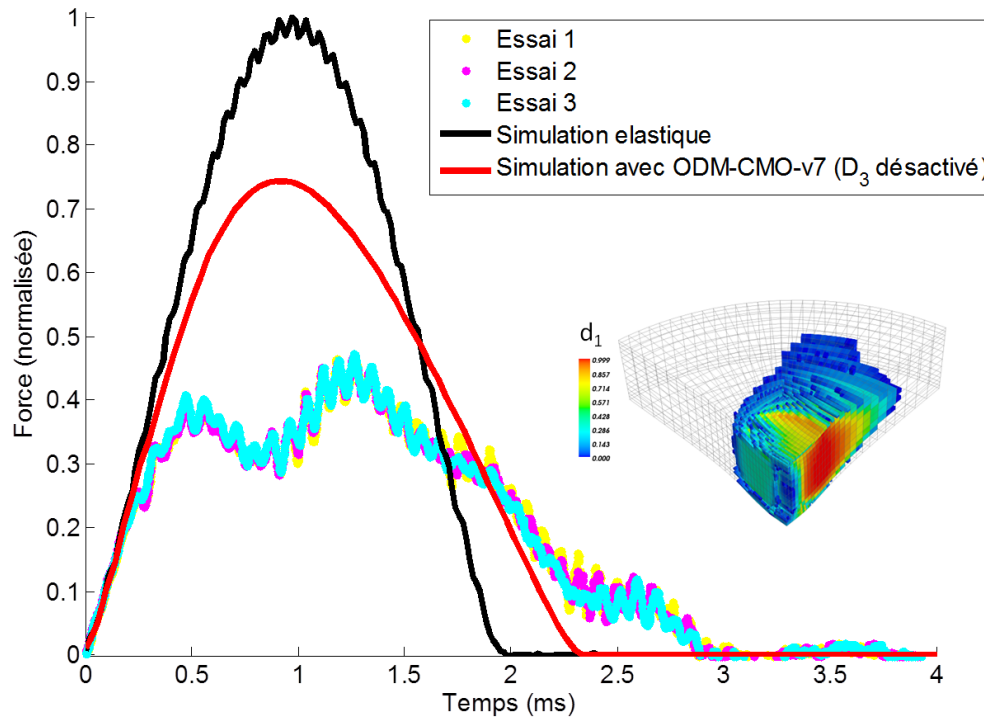 1
0.9
0.8
0.7
0.6
0.5
0.4
0.3
0.2
0.1
0
Force (normalisée)
Essai 1
Essai 2
Essai 3
Simulation elastique
Simulation avec ODM-CMO-v7 (D₃ désactivé)
d₁
0.999
0.857
0.714
0.571
0.428
0.286
0.143
0.000
0 0.5 1 1.5 2 2.5 3 3.5 4
Temps (ms)